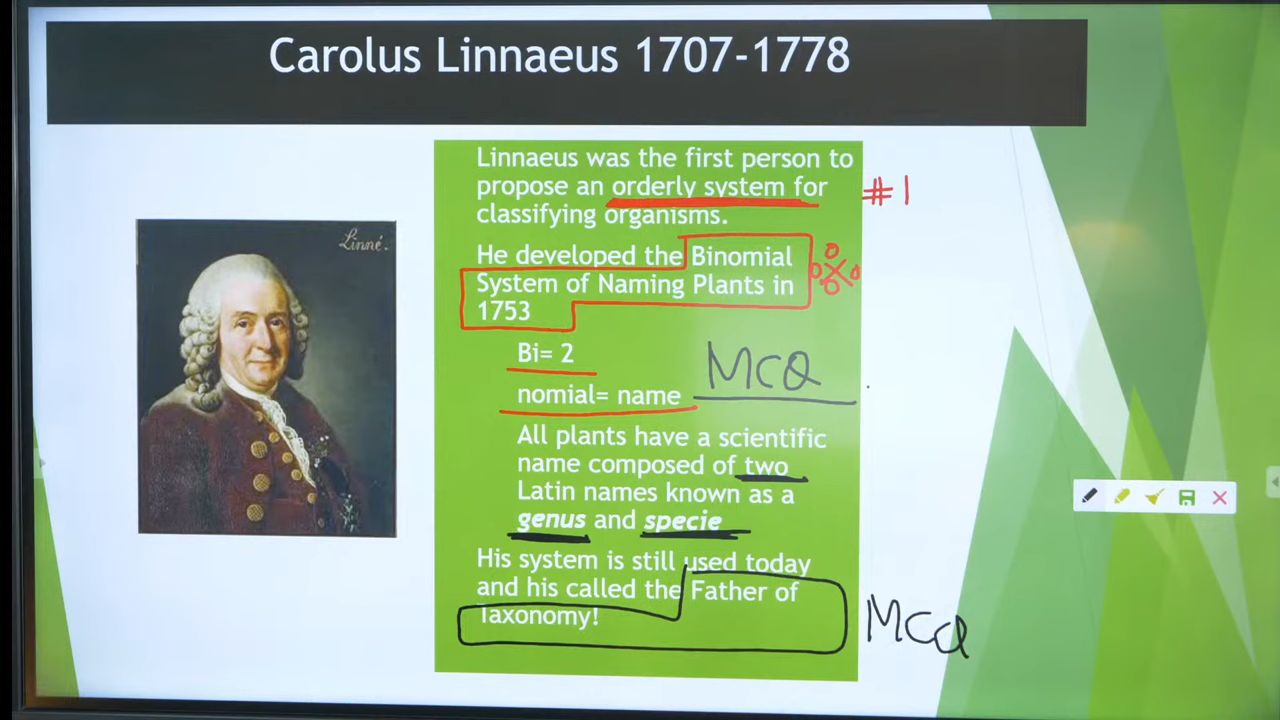 Carolus Linnaeus 1707-1778
Linnaeus was the first person to
propose an orderly system for
classifying organisms.
#1
He developed the Binomial
System of Naming Plants in
1753
Bi= 2
nomial= name
MCQ
All plants have a scientific
name composed of two
Latin names known as a
genus and specie
His system is still used today
and his called the Father of
Taxonomy!
MCQ
Linné.